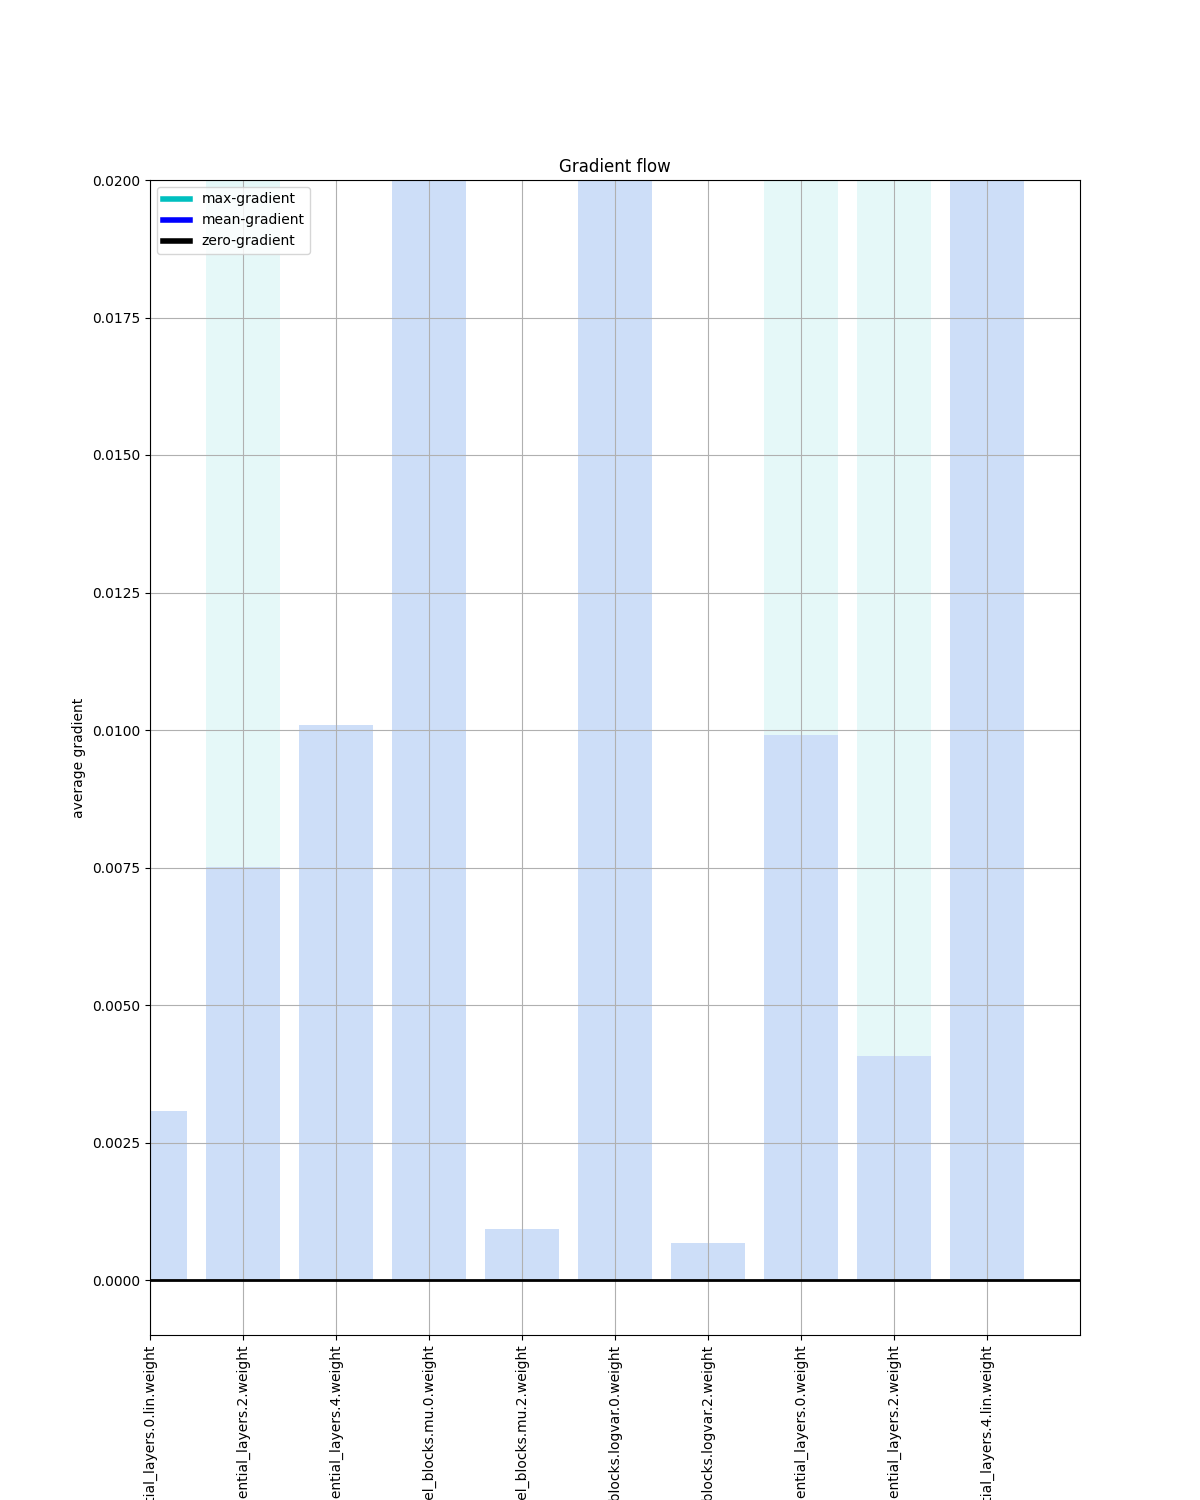 Gradient flow
max-gradient
mean-gradient
zero-gradient
0.0200
0.0175
0.0150
0.0125
0.0100
0.0075
0.0050
0.0025
0.0000
average gradient
tial_layers.0.lin.weight
ential_layers.2.weight
ential_layers.4.weight
el_blocks.mu.0.weight
el_blocks.mu.2.weight
blocks.logvar.0.weight
blocks.logvar.2.weight
ential_layers.0.weight
ential_layers.2.weight
tial_layers.4.lin.weight